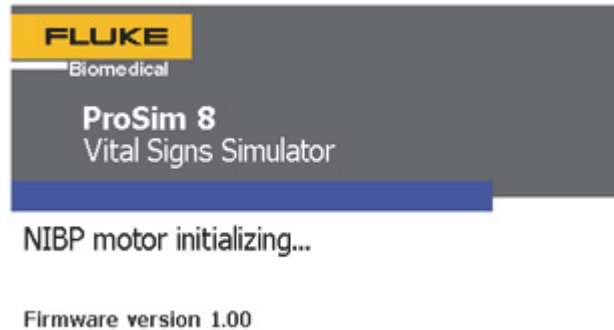 FLUKE
Biomedical
ProSim 8
Vital Signs Simulator
NIBP motor initializing...
Firmware version 1.00